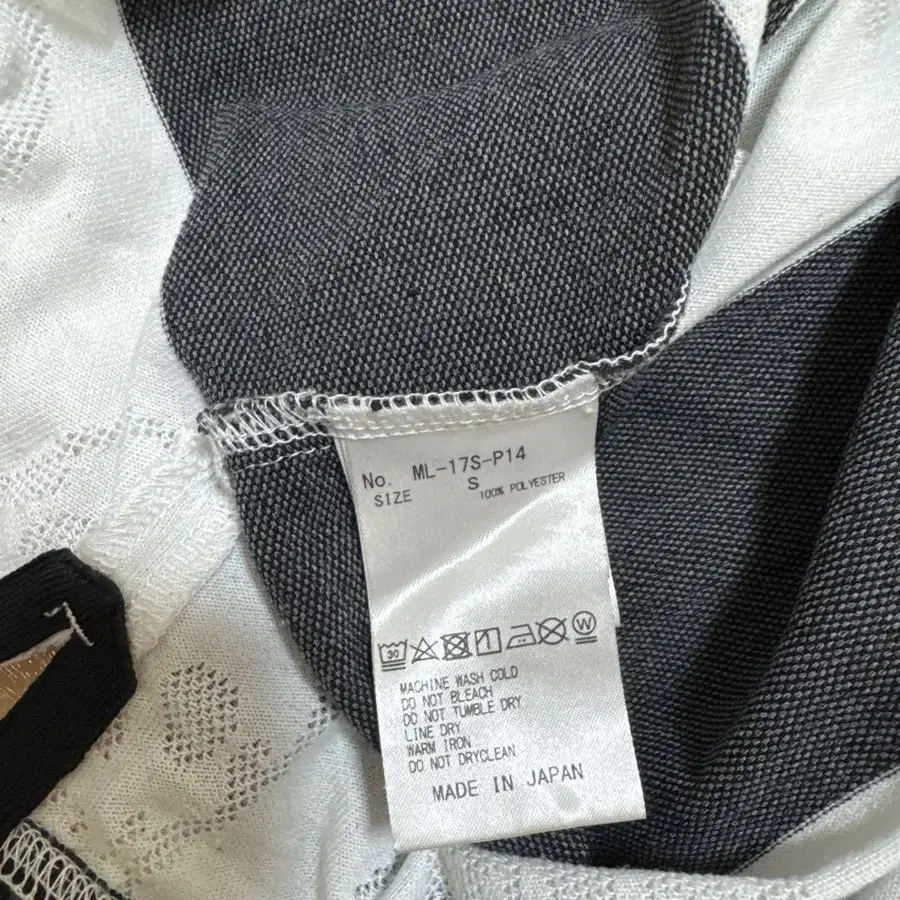 No. ML-17S-P14
SIZE S
100% POLYESTER
30 W
MACHINE WASH COLD
DO NOT BLEACH
DO NOT TUMBLE DRY
LINE DRY
WARM IRON
DO NOT DRYCLEAN
MADE IN JAPAN